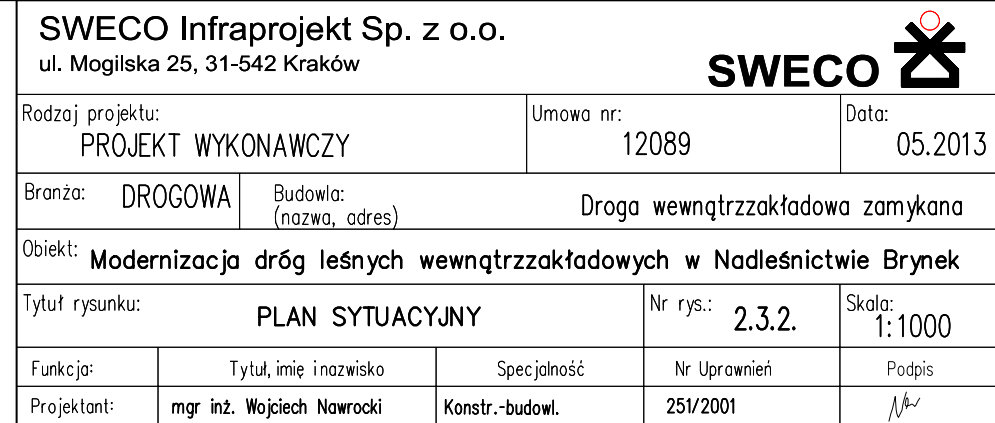 SWECO Infraprojekt Sp. z o.o.
ul. Mogilska 25, 31-542 Kraków
SWECO
Rodzaj projektu:
PROJEKT WYKONAWCZY
Umowa nr:
12089
Data:
05.2013
Branża: DROGOWA
Budowla:
(nazwa, adres)
Droga wewnątrzzakładowa zamykana
Obiekt: Modernizacja dróg leśnych wewnątrzzakładowych w Nadleśnictwie Brynek
Tytuł rysunku:
PLAN SYTUACYJNY
Nr rys.: 2.3.2.
Skala:
1:1000
Funkcja: Tytuł, imię i nazwisko Specjalność Nr Uprawnień Podpis
Projektant: mgr inż. Wojciech Nawrocki Konstr.-budowl. 251/2001